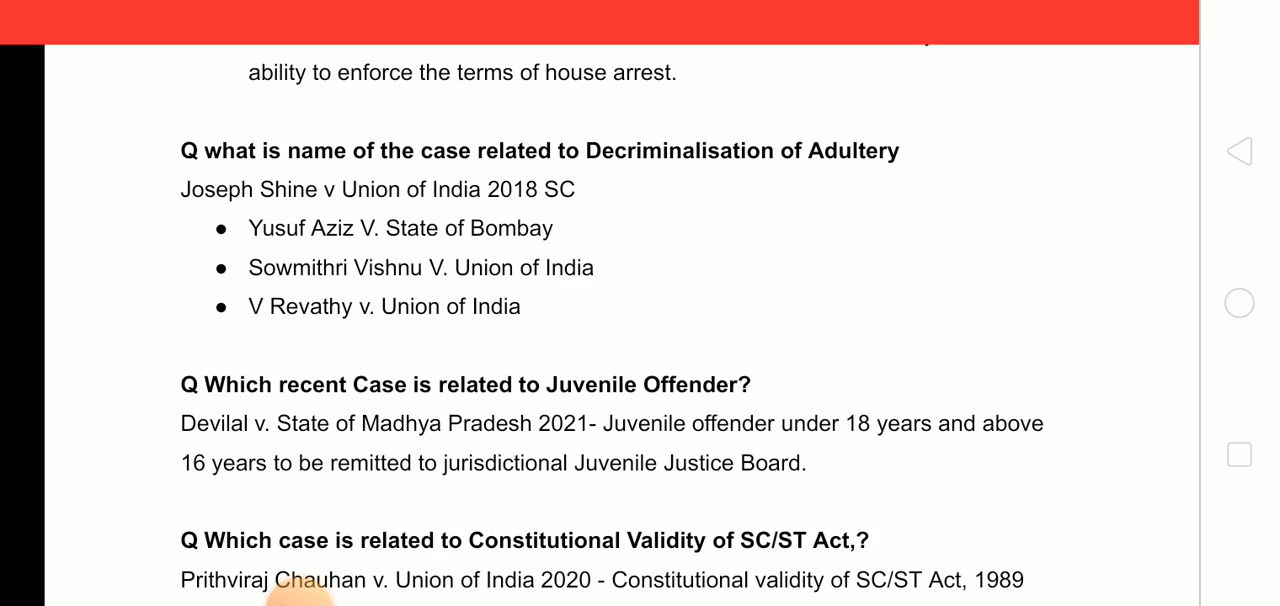 ability to enforce the terms of house arrest.
Q what is name of the case related to Decriminalisation of Adultery
Joseph Shine v Union of India 2018 SC
● Yusuf Aziz V. State of Bombay
● Sowmithri Vishnu V. Union of India
● V Revathy v. Union of India
Q Which recent Case is related to Juvenile Offender?
Devilal v. State of Madhya Pradesh 2021- Juvenile offender under 18 years and above
16 years to be remitted to jurisdictional Juvenile Justice Board.
Q Which case is related to Constitutional Validity of SC/ST Act,?
Prithviraj Chauhan v. Union of India 2020 - Constitutional validity of SC/ST Act, 1989